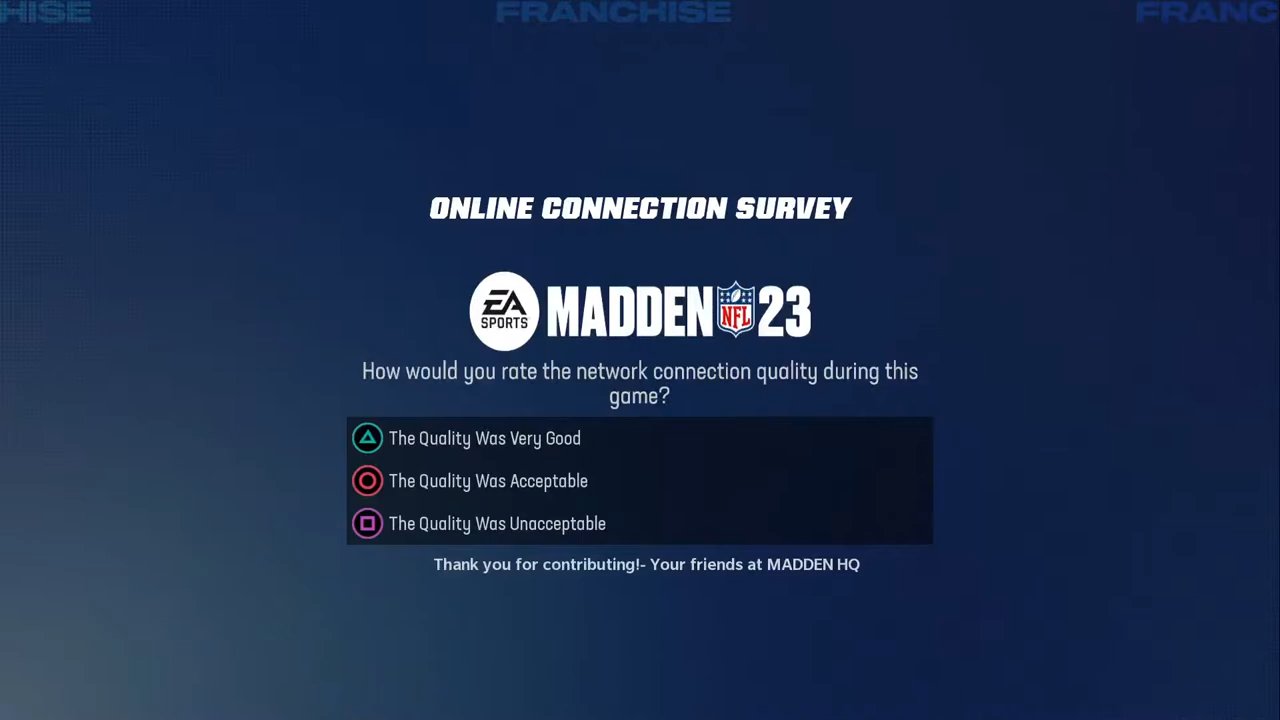 HISE FRANCHISE FRANC
ONLINE CONNECTION SURVEY
EA SPORTS MADDEN NFL 23
How would you rate the network connection quality during this
game?
The Quality Was Very Good
The Quality Was Acceptable
The Quality Was Unacceptable
Thank you for contributing!- Your friends at MADDEN HQ